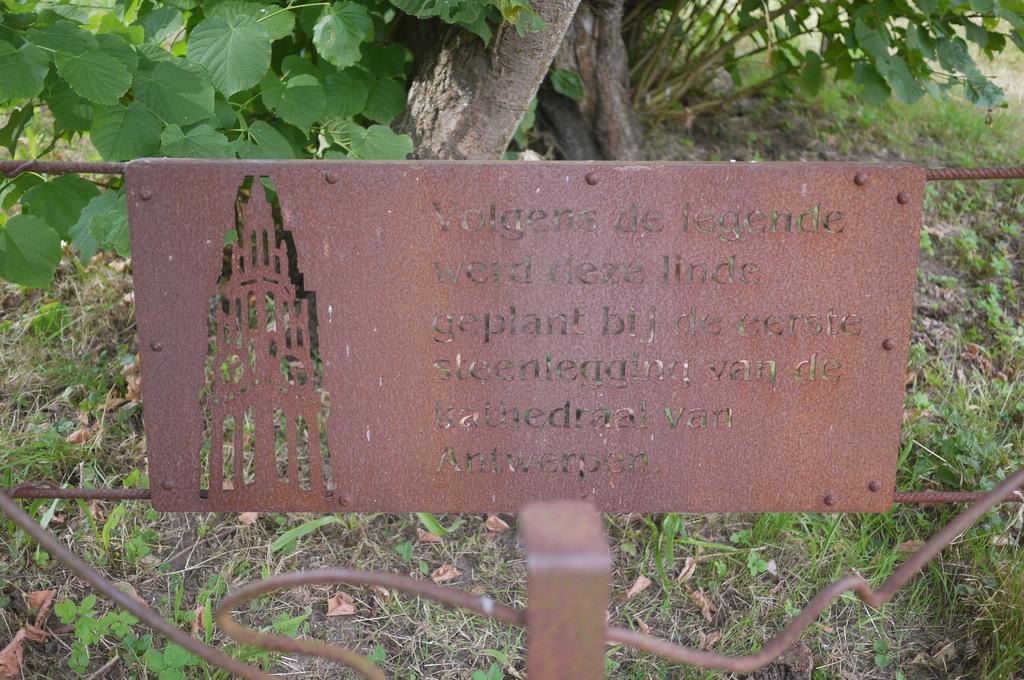 Volgens de legende
werd deze linde
geplant bij de eerste
steenlegging van de
kathedraal van
Antwerpen.